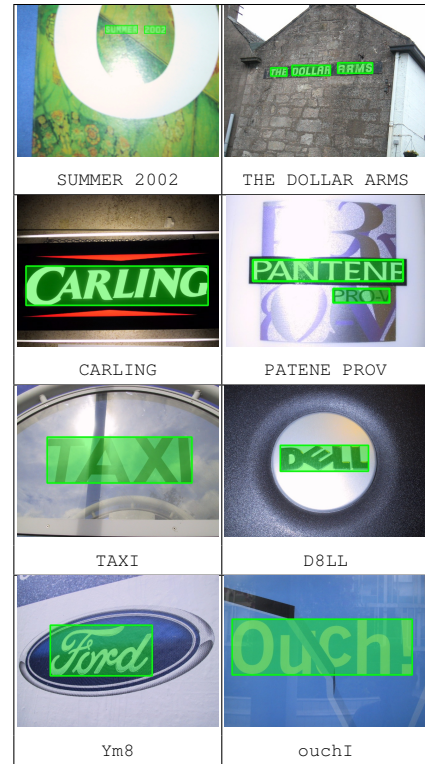 SUMMER 2002
THE DOLLAR ARMS
SUMMER 2002
THE DOLLAR ARMS
CARLING
PANTENE
PRO-V
CARLING
PATENE PROV
TAXI
DELL
TAXI
D8LL
Ford
Ouch!
Ym8
ouchI